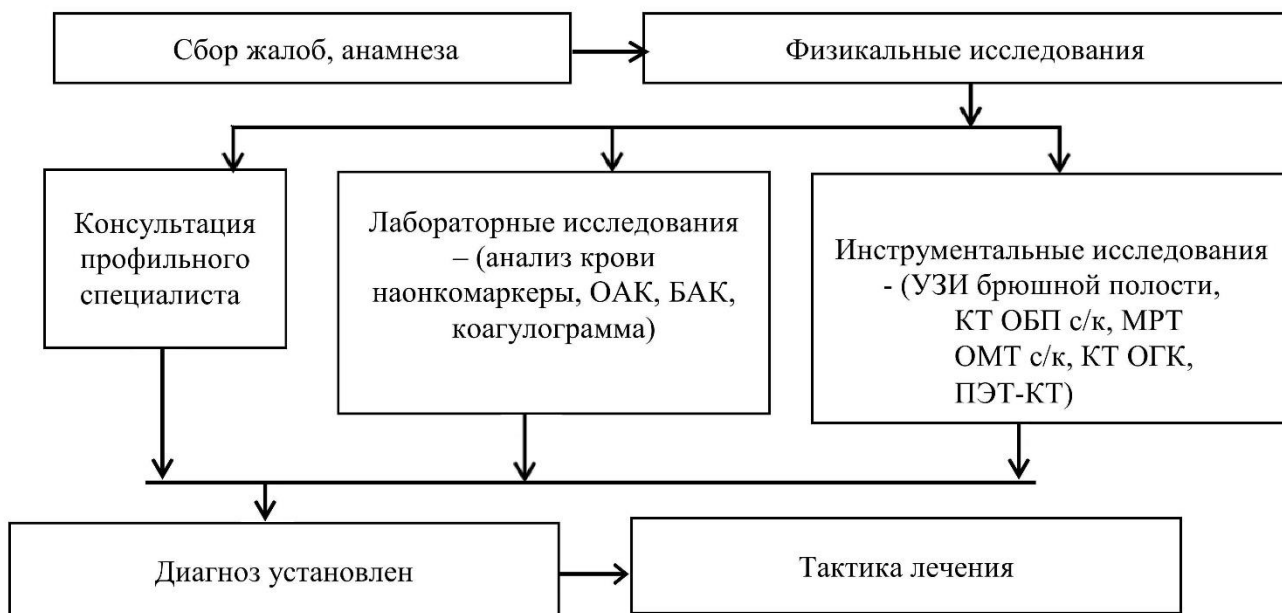 Сбор жалоб, анамнеза
Физикальные исследования
Консультация
профильного
специалиста
Лабораторные исследования
– (анализ крови
наонкомаркеры, ОАК, БАК,
коагулограмма)
Инструментальные исследования
- (УЗИ брюшной полости,
КТ ОБП с/к, МРТ
ОМТ с/к, КТ ОГК,
ПЭТ-КТ)
Диагноз установлен
Тактика лечения